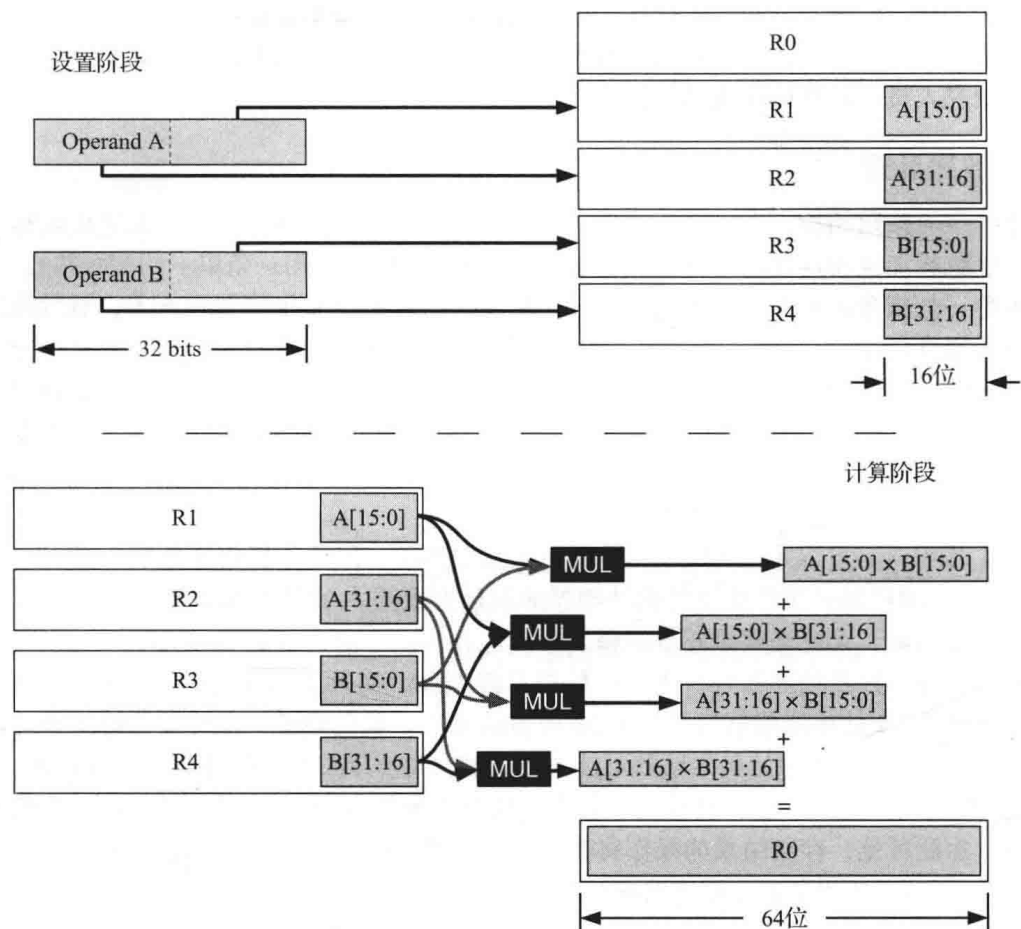 设置阶段
R0
R1
A[15:0]
Operand A
R2
A[31:16]
R3
B[15:0]
Operand B
R4
B[31:16]
32 bits
16位
计算阶段
R1
A[15:0]
MUL
A[15:0] × B[15:0]
+
R2
A[31:16]
MUL
A[15:0] × B[31:16]
+
R3
B[15:0]
MUL
A[31:16] × B[15:0]
+
R4
B[31:16]
MUL
A[31:16] × B[31:16]
=
R0
64位